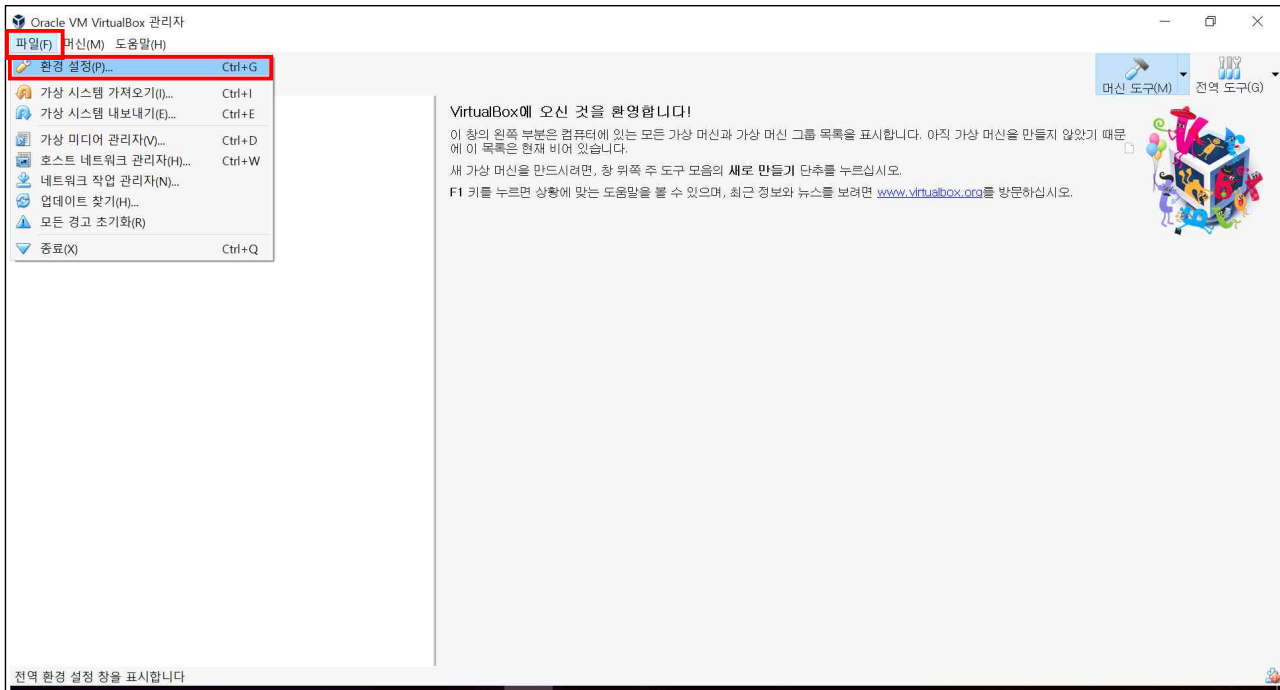 Oracle VM VirtualBox 관리자
파일(F) 머신(M) 도움말(H)
환경 설정(P)... Ctrl+G
가상 시스템 가져오기(I)... Ctrl+I
가상 시스템 내보내기(E)... Ctrl+E
가상 미디어 관리자(V)... Ctrl+D
호스트 네트워크 관리자(H)... Ctrl+W
네트워크 작업 관리자(N)...
업데이트 찾기(H)...
모든 경고 초기화(R)
종료(X) Ctrl+Q
머신 도구(M) 전역 도구(G)
VirtualBox에 오신 것을 환영합니다!
이 창의 왼쪽 부분은 컴퓨터에 있는 모든 가상 머신과 가상 머신 그룹 목록을 표시합니다. 아직 가상 머신을 만들지 않았기 때문
에 이 목록은 현재 비어 있습니다.
새 가상 머신을 만드시려면, 창 위쪽 주 도구 모음의 새로 만들기 단추를 누르십시오.
F1 키를 누르면 상황에 맞는 도움말을 볼 수 있으며, 최근 정보와 뉴스를 보려면 www.virtualbox.org를 방문하십시오.
전역 환경 설정 창을 표시합니다